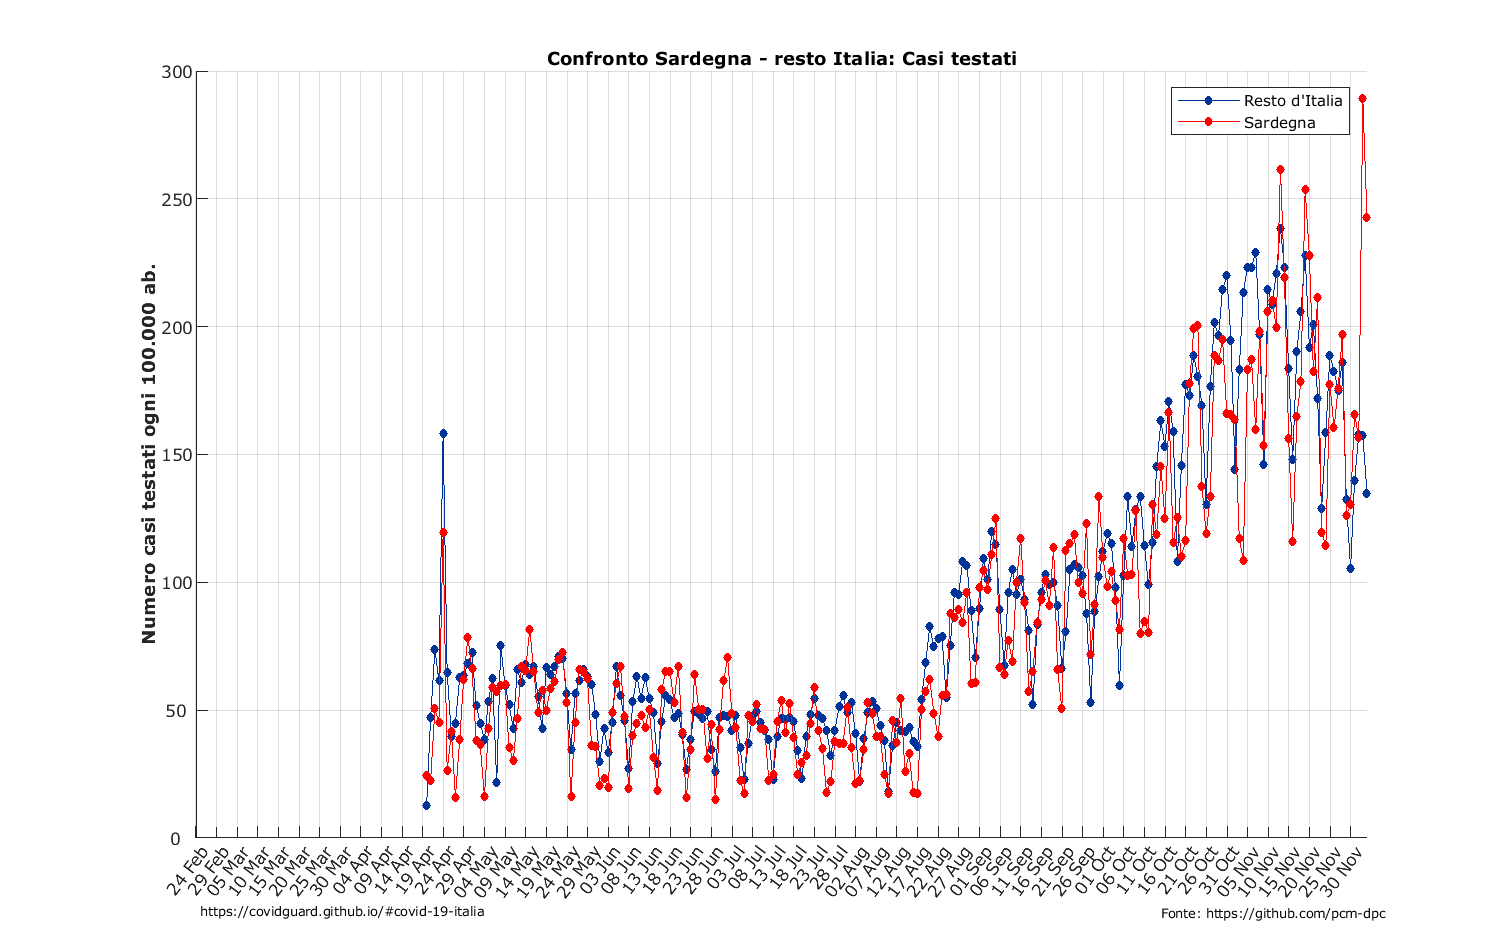 Confronto Sardegna - resto Italia: Casi testati
300
250
200
150
100
50
0
Numero casi testati ogni 100.000 ab.
Resto d'Italia
Sardegna
24 Feb
29 Feb
05 Mar
10 Mar
15 Mar
20 Mar
25 Mar
30 Mar
04 Apr
09 Apr
14 Apr
19 Apr
24 Apr
29 Apr
04 May
09 May
14 May
19 May
24 May
29 May
03 Jun
08 Jun
13 Jun
18 Jun
23 Jun
28 Jun
03 Jul
08 Jul
13 Jul
18 Jul
23 Jul
28 Jul
02 Aug
07 Aug
12 Aug
17 Aug
22 Aug
27 Aug
01 Sep
06 Sep
11 Sep
16 Sep
21 Sep
26 Sep
01 Oct
06 Oct
11 Oct
16 Oct
21 Oct
26 Oct
31 Oct
05 Nov
10 Nov
15 Nov
20 Nov
25 Nov
30 Nov
https://covidguard.github.io/#covid-19-italia
Fonte: https://github.com/pcm-dpc